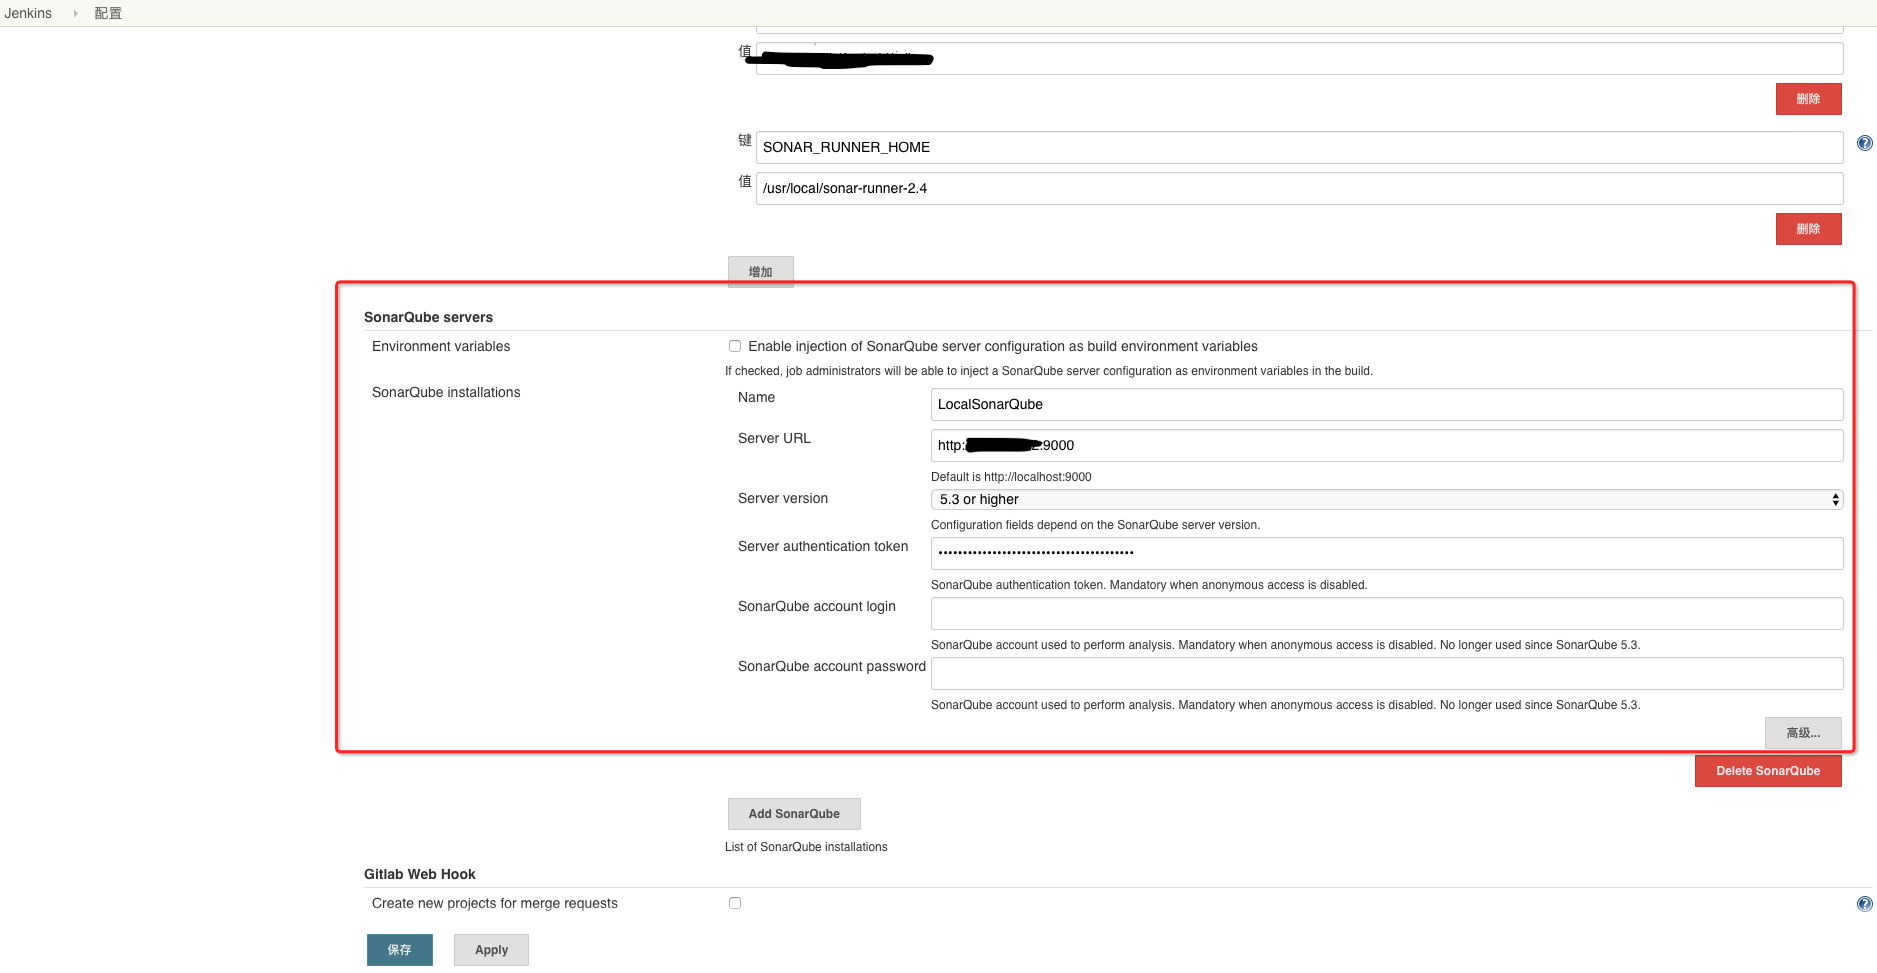 Jenkins 配置
值
删除
键 SONAR_RUNNER_HOME
值 /usr/local/sonar-runner-2.4
删除
增加
SonarQube servers
Environment variables Enable injection of SonarQube server configuration as build environment variables
If checked, job administrators will be able to inject a SonarQube server configuration as environment variables in the build.
SonarQube installations
Name LocalSonarQube
Server URL http: :9000
Default is http://localhost:9000
Server version 5.3 or higher
Configuration fields depend on the SonarQube server version.
Server authentication token ••••••••••••••••••••••••••••••••••••••••
SonarQube authentication token. Mandatory when anonymous access is disabled.
SonarQube account login
SonarQube account used to perform analysis. Mandatory when anonymous access is disabled. No longer used since SonarQube 5.3.
SonarQube account password
SonarQube account used to perform analysis. Mandatory when anonymous access is disabled. No longer used since SonarQube 5.3.
高级...
Delete SonarQube
Add SonarQube
List of SonarQube installations
Gitlab Web Hook
Create new projects for merge requests
保存 Apply